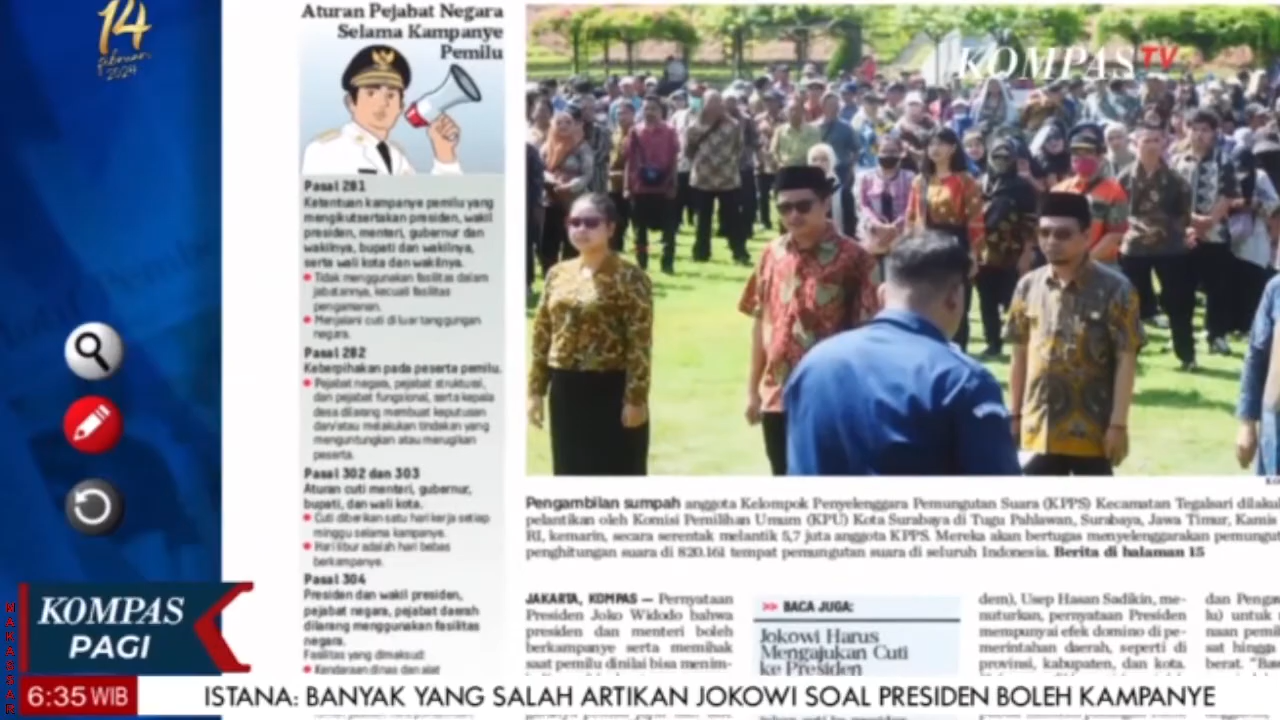 14
februari
2024
Aturan Pejabat Negara
Selama Kampanye
Pemilu
Pasal 281
Ketentuan kampanye pemilu yang
mengikutsertakan presiden, wakil
presiden, menteri, gubernur dan
wakilnya, bupati dan wakilnya,
serta wali kota dan wakilnya.
Tidak menggunakan fasilitas dalam
jabatannya, kecuali fasilitas
pengamanan.
Menjalani cuti di luar tanggungan
negara.
Pasal 282
Keberpihakan pada peserta pemilu.
Pejabat negara, pejabat struktural,
dan pejabat fungsional, serta kepala
desa dilarang membuat keputusan
dan/atau melakukan tindakan yang
menguntungkan atau merugikan
peserta.
Pasal 302 dan 303
Aturan cuti menteri, gubernur,
bupati, dan wali kota.
Cuti diberikan satu hari kerja setiap
minggu selama kampanye.
Hari libur adalah hari bebas
berkampanye.
Pasal 304
Presiden dan wakil presiden,
pejabat negara, pejabat daerah
dilarang menggunakan fasilitas
negara.
Fasilitas yang dimaksud:
Kendaraan dinas dan alat
KOMPAS TV
Pengambilan sumpah anggota Kelompok Penyelenggara Pemungutan Suara (KPPS) Kecamatan Tegalsari dilaku
pelantikan oleh Komisi Pemilihan Umum (KPU) Kota Surabaya di Tugu Pahlawan, Surabaya, Jawa Timur, Kamis
RI, kemarin, secara serentak melantik 5,7 juta anggota KPPS. Mereka akan bertugas menyelenggarakan pemungut
penghitungan suara di 820.161 tempat pemungutan suara di seluruh Indonesia. Berita di halaman 15
JAKARTA, KOMPAS — Pernyataan
Presiden Joko Widodo bahwa
presiden dan menteri boleh
berkampanye serta memihak
saat pemilu dinilai bisa menim-
>> BACA JUGA:
Jokowi Harus
Mengajukan Cuti
ke Presiden
dem), Usep Hasan Sadikin, me-
nuturkan, pernyataan Presiden
mempunyai efek domino di pe-
merintahan daerah, seperti di
provinsi, kabupaten, dan kota.
dan Penga
lu) untuk
naan pemil
sat hingga
berat. "Ba
KOMPAS
PAGI
MAKASSAR
6:35 WIB
ISTANA: BANYAK YANG SALAH ARTIKAN JOKOWI SOAL PRESIDEN BOLEH KAMPANYE